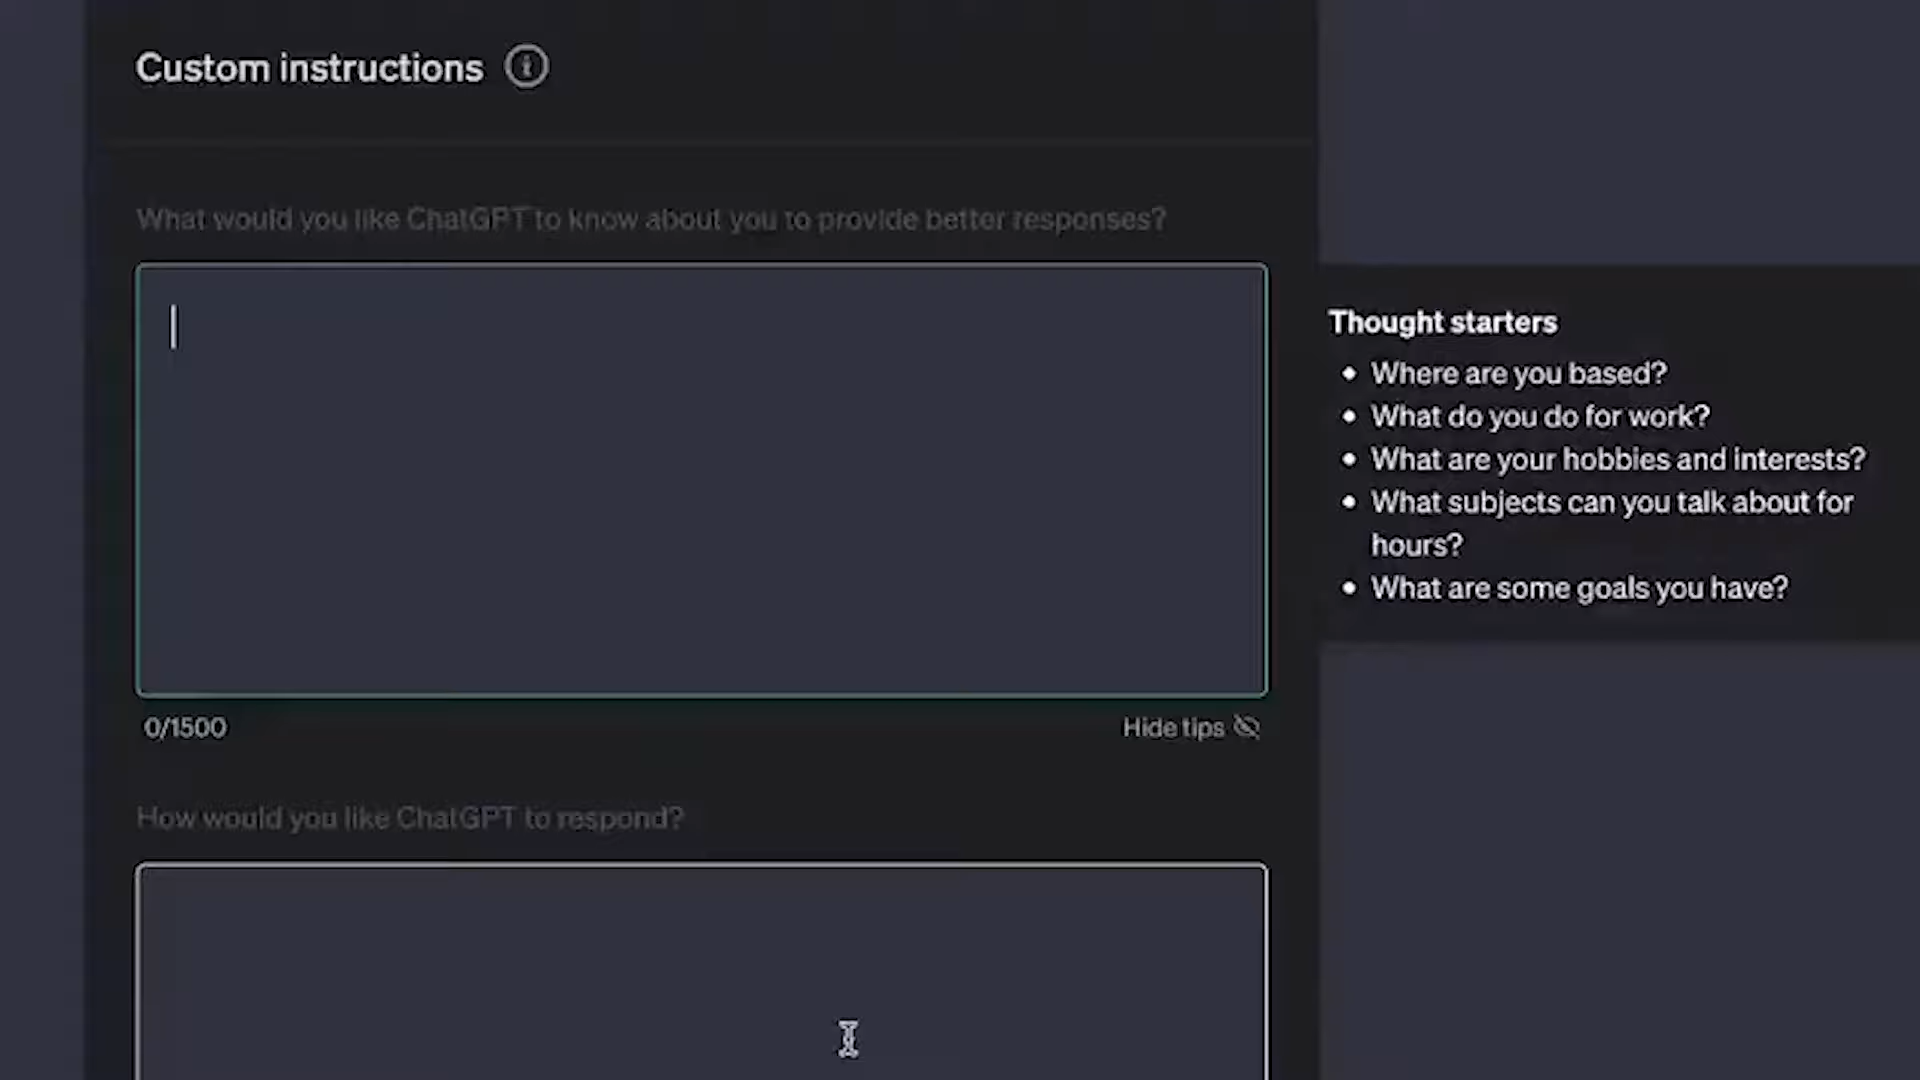 Custom instructions
What would you like ChatGPT to know about you to provide better responses?
Thought starters
• Where are you based?
• What do you do for work?
• What are your hobbies and interests?
• What subjects can you talk about for
hours?
• What are some goals you have?
0/1500
Hide tips
How would you like ChatGPT to respond?